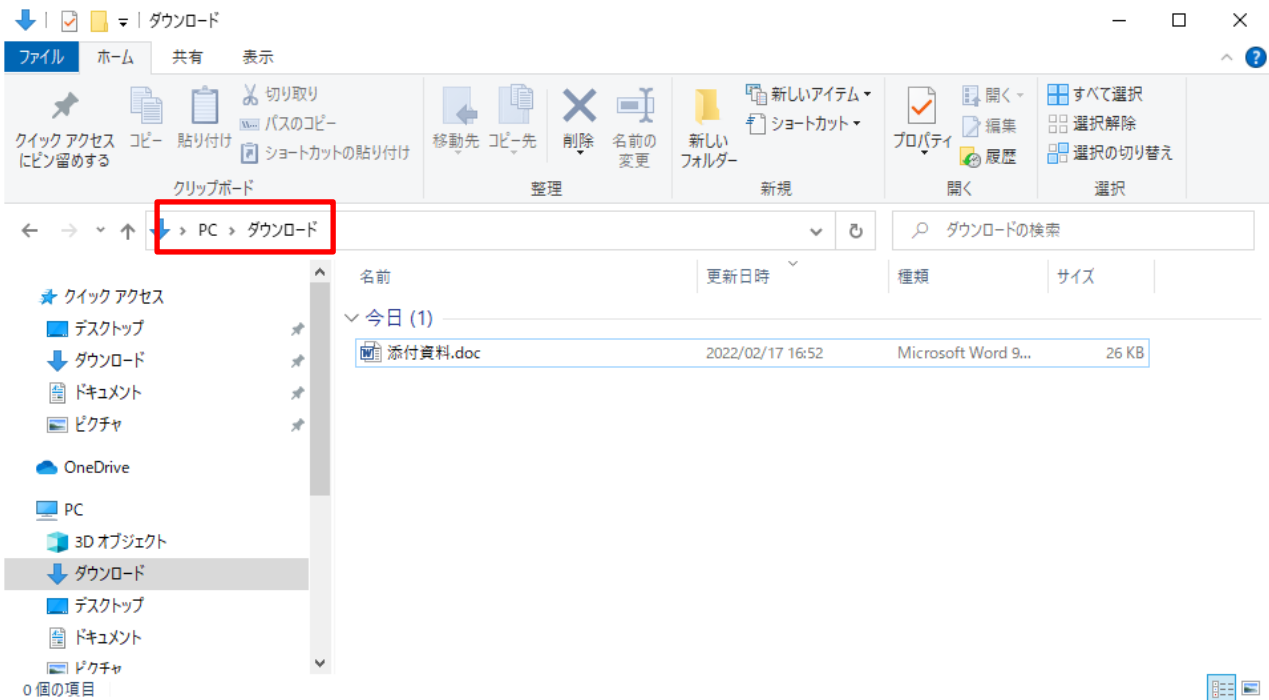 ダウンロード
ファイル ホーム 共有 表示
クイック アクセス
にピン留めする
コピー
貼り付け
切り取り
パスのコピー
ショートカットの貼り付け
クリップボード
移動先
コピー先
削除
名前の
変更
整理
新しい
フォルダー
新しいアイテム
ショートカット
新規
プロパティ
開く
編集
履歴
開く
すべて選択
選択解除
選択の切り替え
選択
PC › ダウンロード
ダウンロードの検索
クイック アクセス
デスクトップ
ダウンロード
ドキュメント
ピクチャ
OneDrive
PC
3D オブジェクト
ダウンロード
デスクトップ
ドキュメント
ピクチャ
名前 更新日時 種類 サイズ
今日 (1)
添付資料.doc 2022/02/17 16:52 Microsoft Word 9... 26 KB
0 個の項目